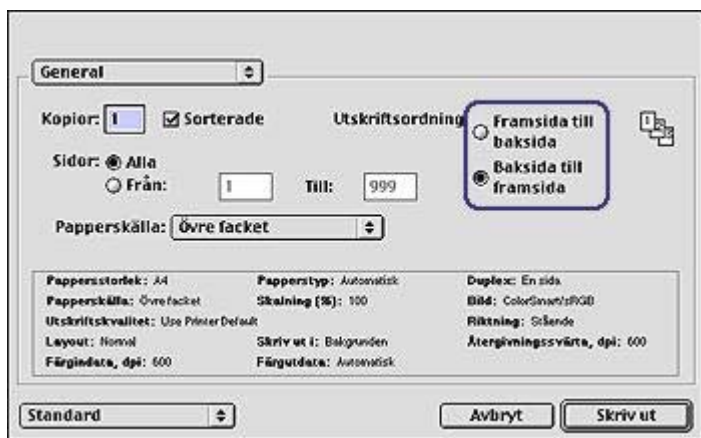 General
Kopior: 1 Sorterade Utskriftsordning Framsida till baksida
Sidor: Alla Baksida till framsida
Från: 1 Till: 999
Papperskälla: Övre facket
Pappersstorlek: A4 Papperstyp: Automatisk Duplex: En sida
Papperskälla: Övre facket Skalning (%): 100 Bild: ColorSmart/sRGB
Utskriftskvalitet: Use Printer Default Riktning: Stående
Layout: Normal Skriv ut i: Bakgrunden Återgivningssvärta, dpi: 600
Färgindata, dpi: 600 Färgutdata: Automatisk
Standard Avbryt Skriv ut